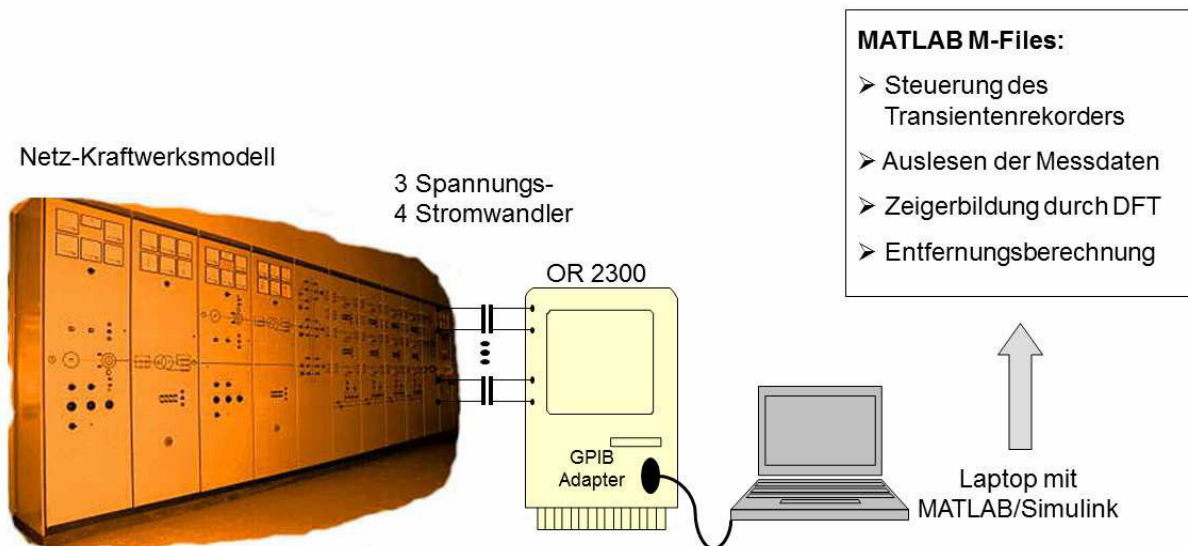 MATLAB M-Files:
➢ Steuerung des
Transientenrekorders
➢ Auslesen der Messdaten
➢ Zeigerbildung durch DFT
➢ Entfernungsberechnung
Netz-Kraftwerksmodell
3 Spannungs-
4 Stromwandler
OR 2300
GPIB
Adapter
Laptop mit
MATLAB/Simulink